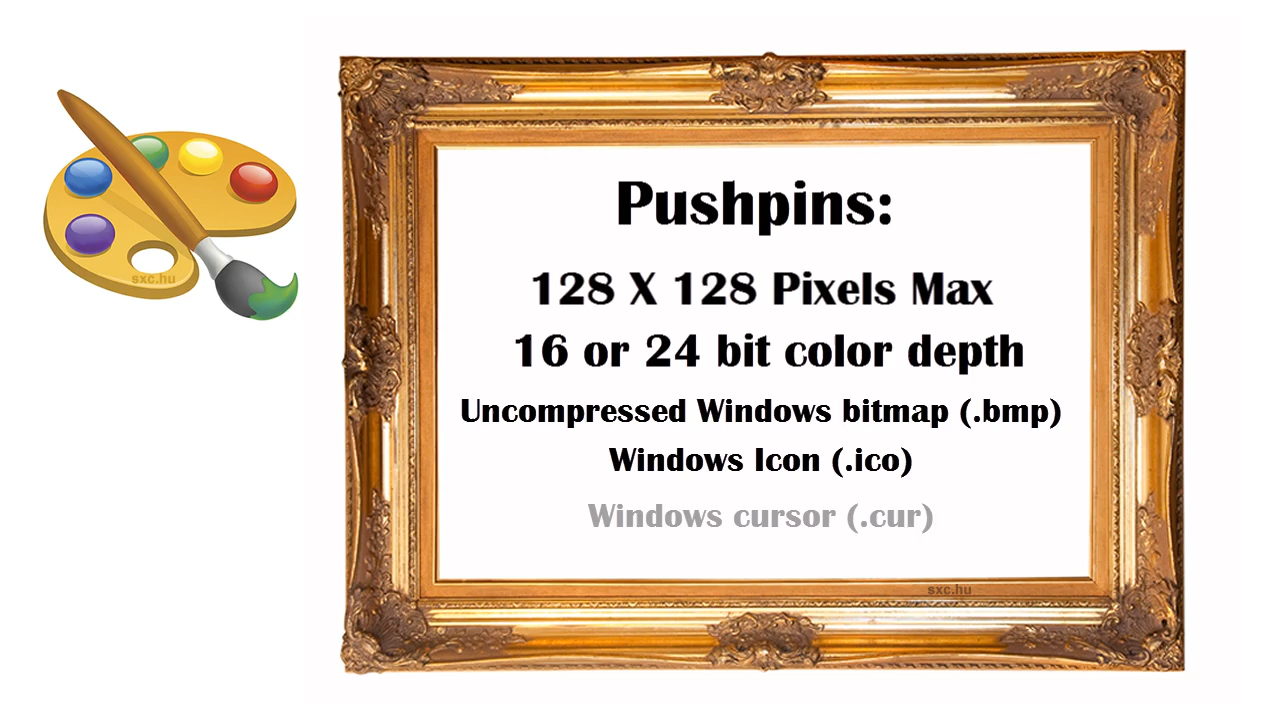 Pushpins:
128 X 128 Pixels Max
16 or 24 bit color depth
Uncompressed Windows bitmap (.bmp)
Windows Icon (.ico)
Windows cursor (.cur)
sxc.hu
sxc.hu